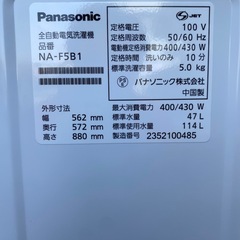 Panasonic
全自動電気洗濯機
品番
NA-F5B1
外形寸法
幅 562 mm
奥行 572 mm
高さ 880 mm
JET
定格電圧 100 V
定格周波数 50/60 Hz
電動機定格消費電力 400/430 W
定格時間 洗いのみ 10 分
標準洗濯容量 5.0 kg
パナソニック株式会社
中国製
最大消費電力 400/430 W
標準水量 47 L
標準使用水量 114 L
製造番号 2352100485